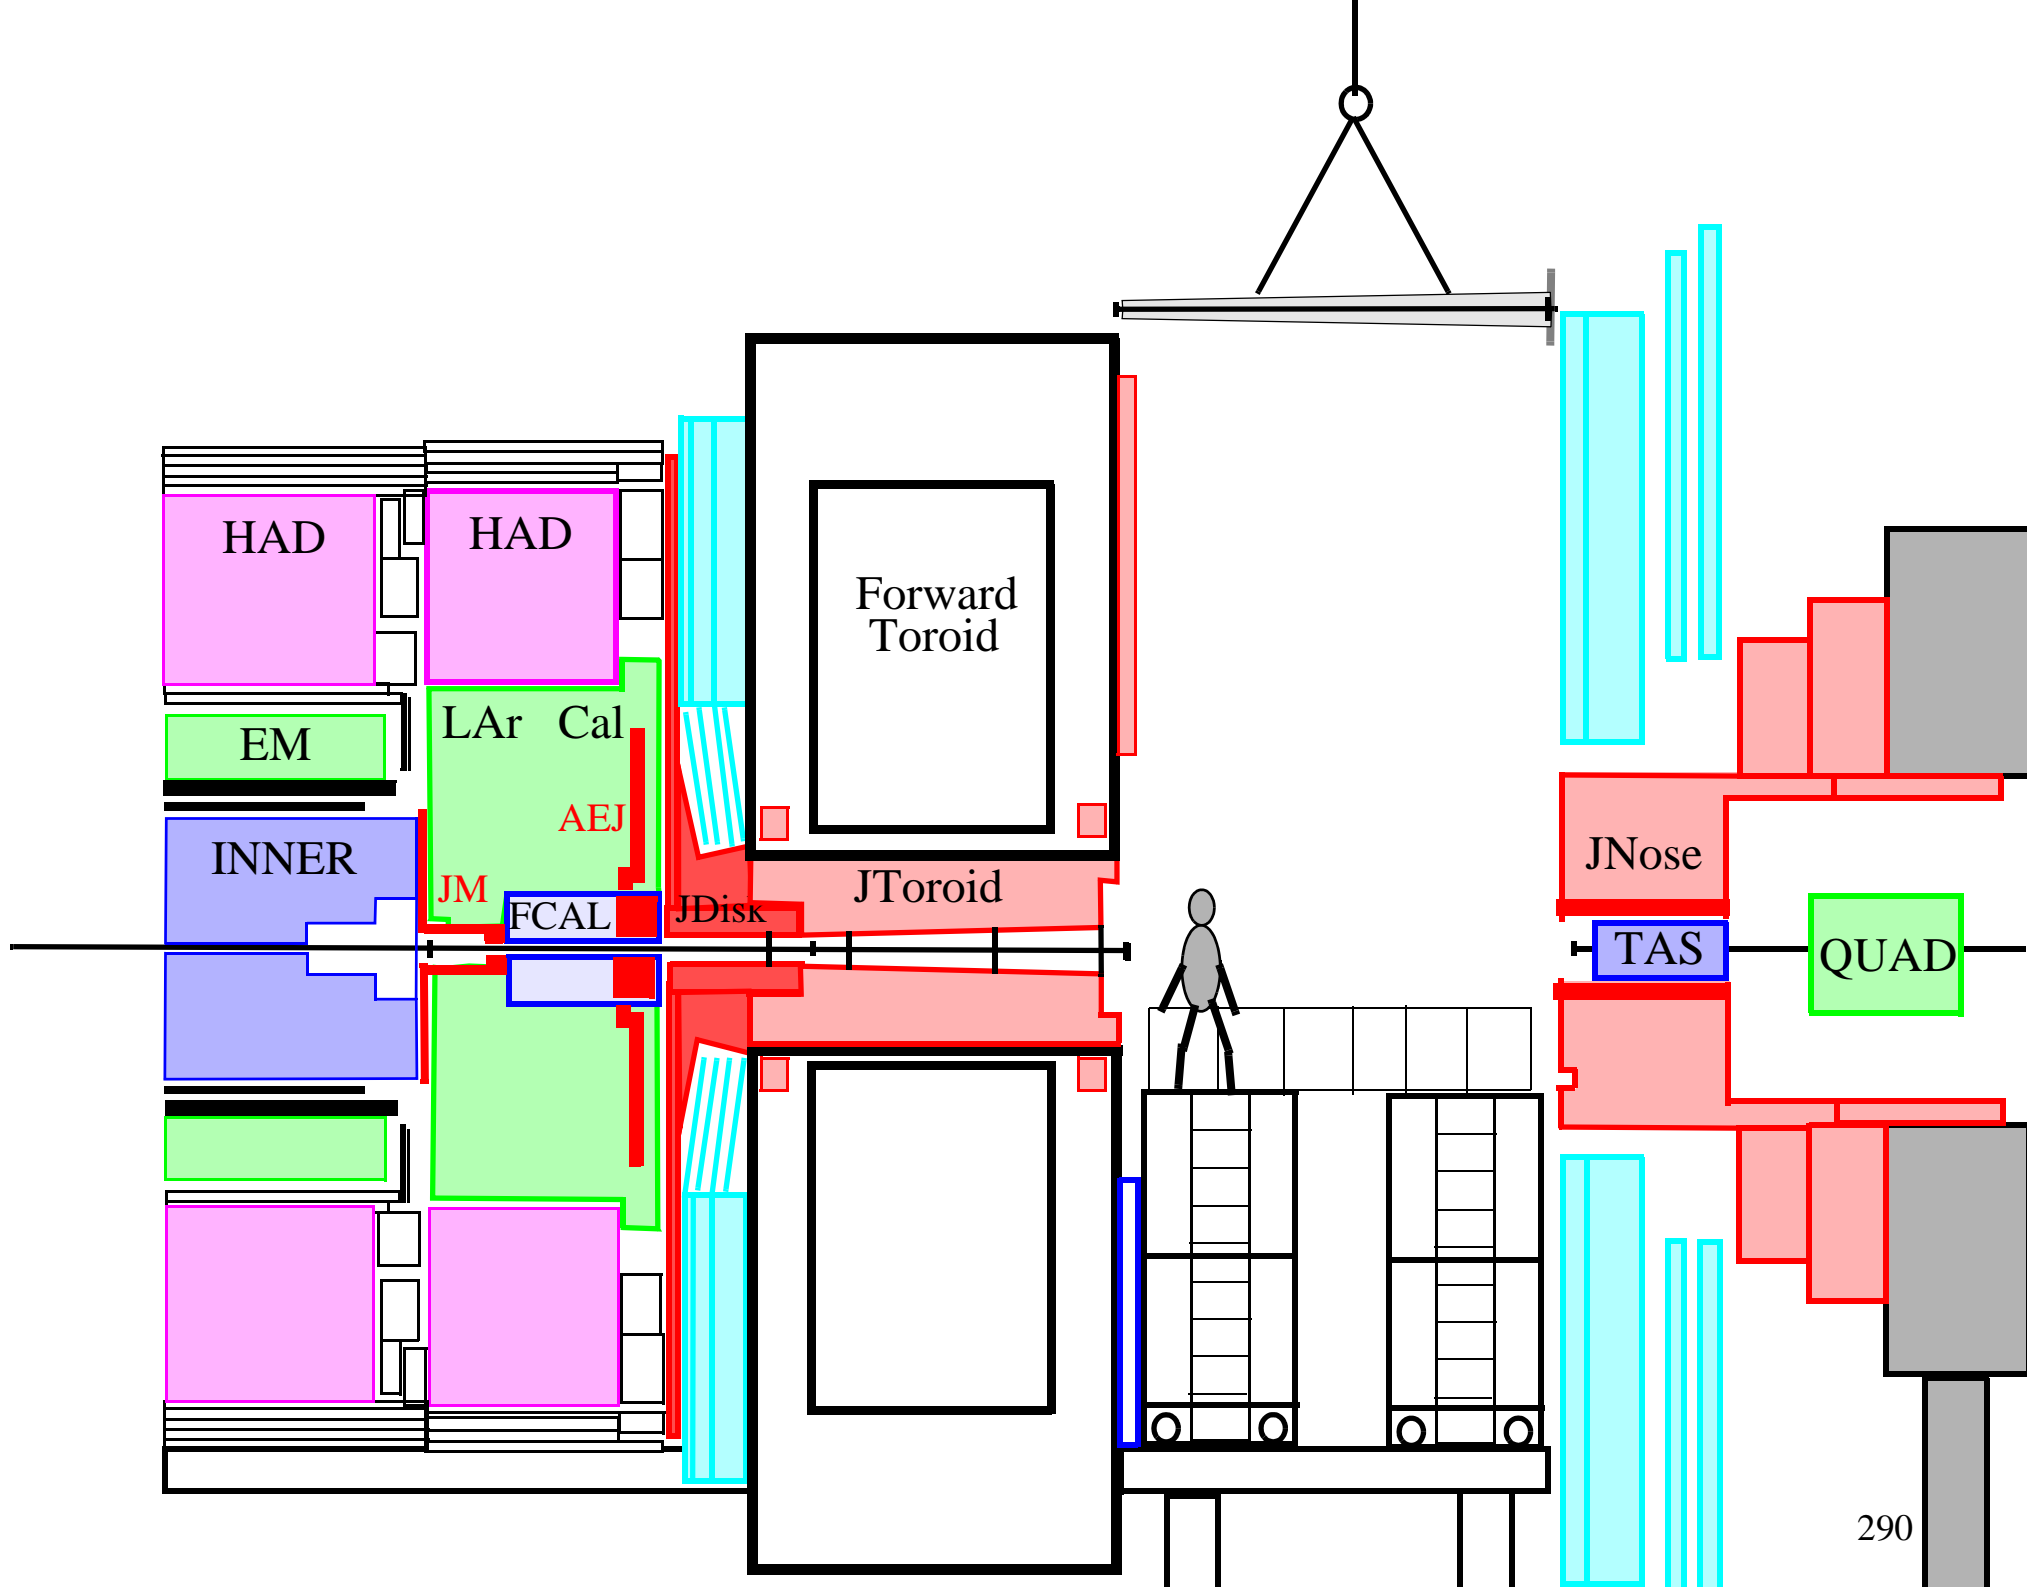 HAD
HAD
Forward
Toroid
LAr Cal
EM
AEJ
INNER
JM
FCAL
JDisk
JToroid
JNose
TAS
QUAD
290